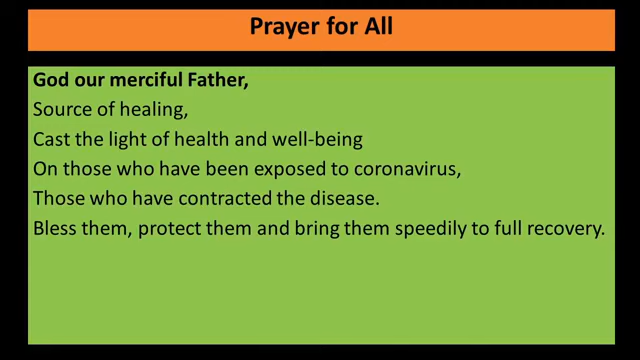 Prayer for All
God our merciful Father,
Source of healing,
Cast the light of health and well-being
On those who have been exposed to coronavirus,
Those who have contracted the disease.
Bless them, protect them and bring them speedily to full recovery.